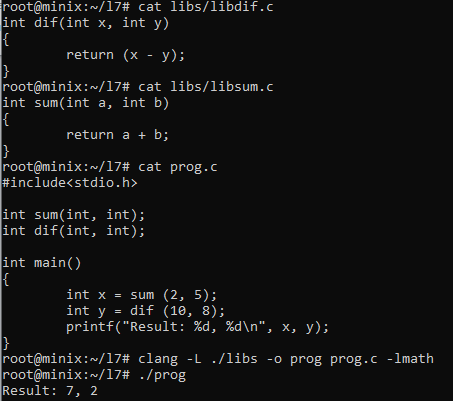 root@minix:~/l7# cat libs/libdif.c
int dif(int x, int y)
{
        return (x - y);
}
root@minix:~/l7# cat libs/libsum.c
int sum(int a, int b)
{
        return a + b;
}
root@minix:~/l7# cat prog.c
#include<stdio.h>

int sum(int, int);
int dif(int, int);

int main()
{
        int x = sum (2, 5);
        int y = dif (10, 8);
        printf("Result: %d, %d\n", x, y);
}
root@minix:~/l7# clang -L ./libs -o prog prog.c -lmath
root@minix:~/l7# ./prog
Result: 7, 2